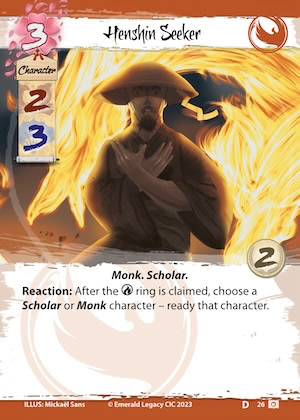 Henshin Seeker
3
Character
2
3
2
Monk. Scholar.
Reaction: After the ring is claimed, choose a
Scholar or Monk character – ready that character.
ILLUS: Mickaël Sans © Emerald Legacy CIC 2023 D 26